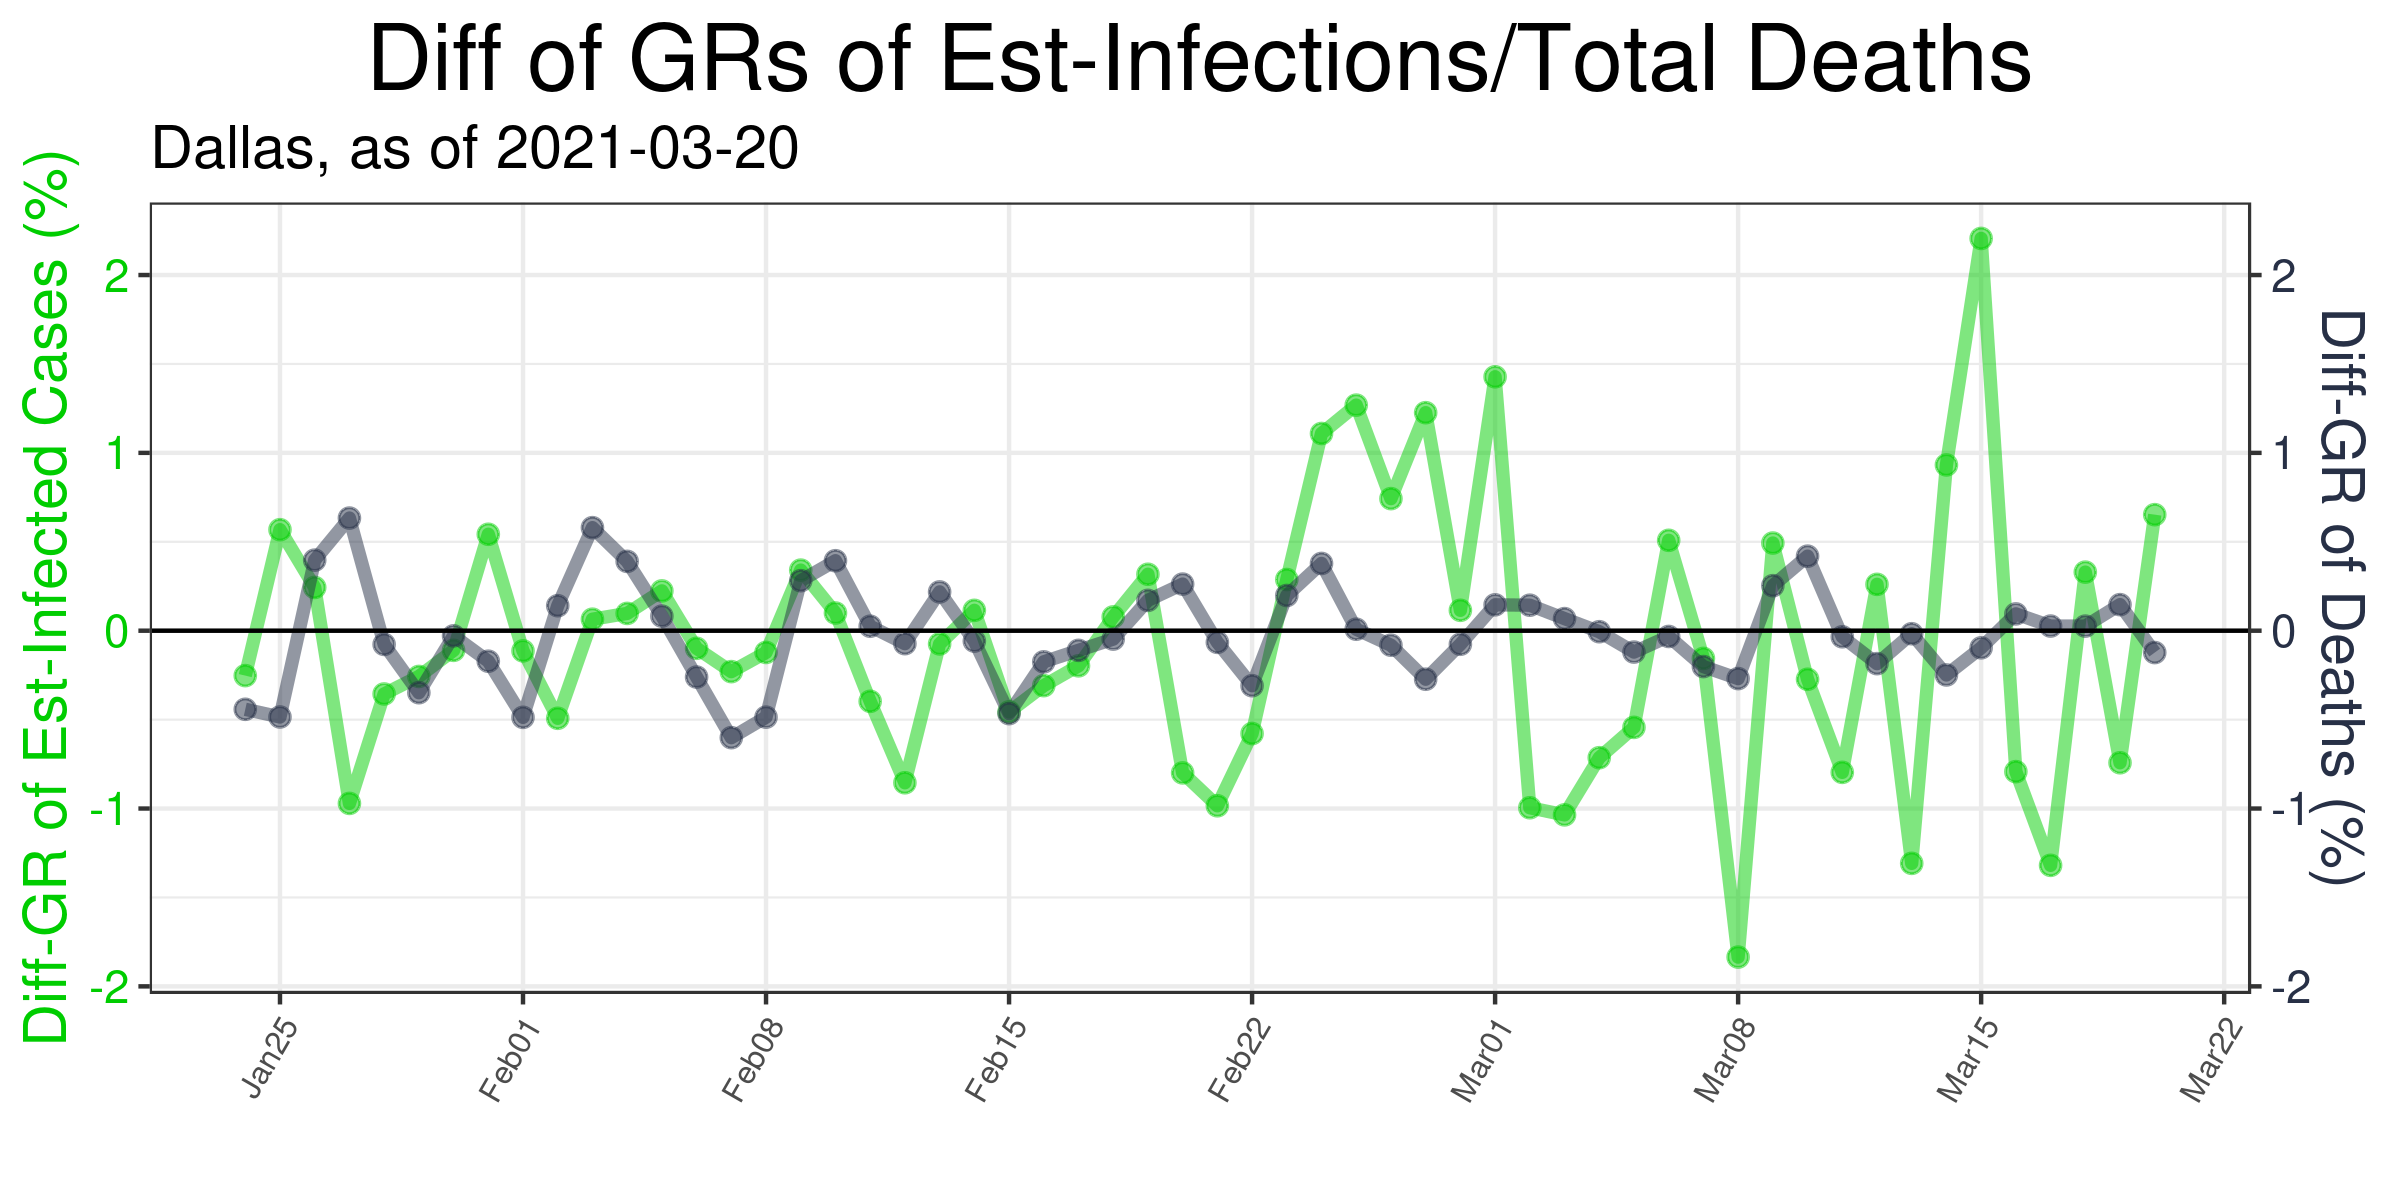 Diff of GRs of Est-Infections/Total Deaths
Dallas, as of 2021-03-20
Diff-GR of Est-Infected Cases (%)
2
1
0
-1
-2
2
1
0
-1
-2
Diff-GR of Deaths (%)
Jan25
Feb01
Feb08
Feb15
Feb22
Mar01
Mar08
Mar15
Mar22